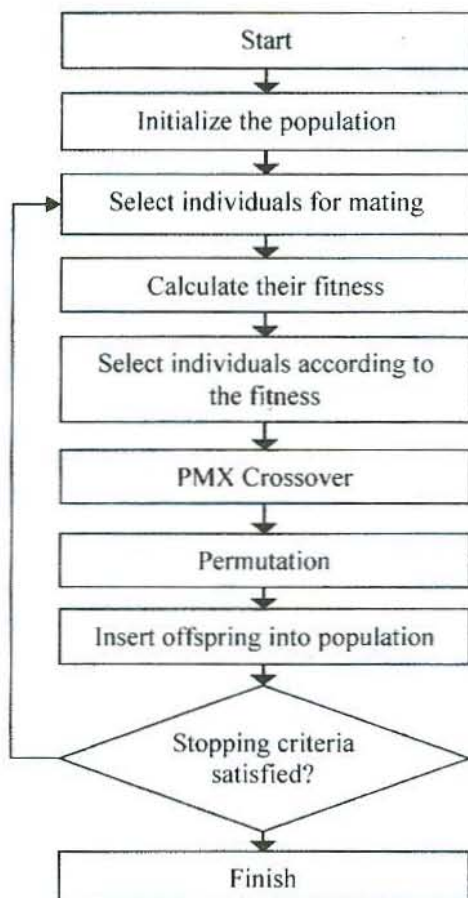 Start
Initialize the population
Select individuals for mating
Calculate their fitness
Select individuals according to
the fitness
PMX Crossover
Permutation
Insert offspring into population
Stopping criteria
satisfied?
Finish